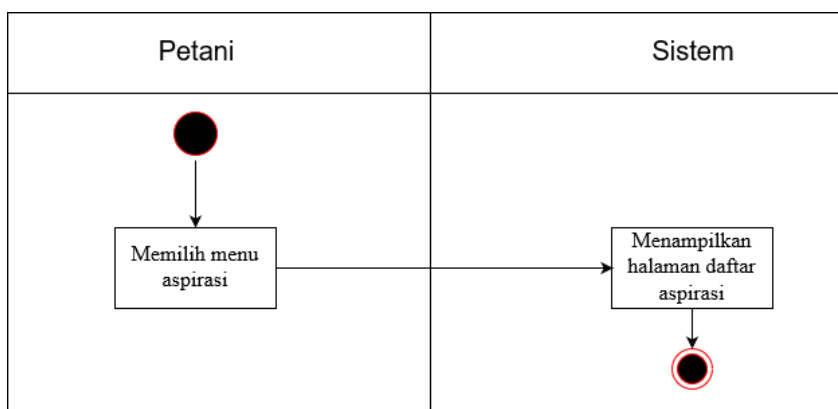 Petani
Sistem
Memilih menu
aspirasi
Menampilkan
halaman daftar
aspirasi